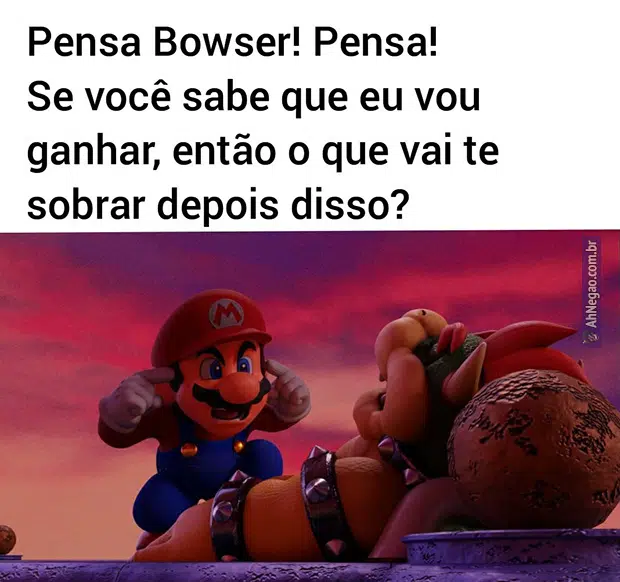 Pensa Bowser! Pensa!
Se você sabe que eu vou
ganhar, então o que vai te
sobrar depois disso?
AhNegao.com.br
M